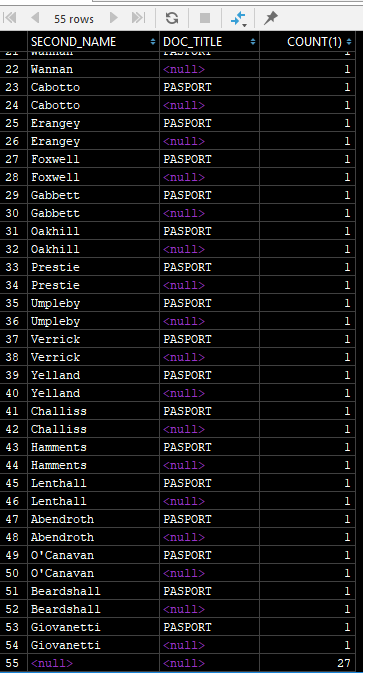 55 rows
SECOND_NAME DOC_TITLE COUNT(1)
21 Wannan PASPORT 1
22 Wannan <null> 1
23 Cabotto PASPORT 1
24 Cabotto <null> 1
25 Erangey PASPORT 1
26 Erangey <null> 1
27 Foxwell PASPORT 1
28 Foxwell <null> 1
29 Gabbett PASPORT 1
30 Gabbett <null> 1
31 Oakhill PASPORT 1
32 Oakhill <null> 1
33 Prestie PASPORT 1
34 Prestie <null> 1
35 Umpleby PASPORT 1
36 Umpleby <null> 1
37 Verrick PASPORT 1
38 Verrick <null> 1
39 Yelland PASPORT 1
40 Yelland <null> 1
41 Challiss PASPORT 1
42 Challiss <null> 1
43 Hamments PASPORT 1
44 Hamments <null> 1
45 Lenthall PASPORT 1
46 Lenthall <null> 1
47 Abendroth PASPORT 1
48 Abendroth <null> 1
49 O'Canavan PASPORT 1
50 O'Canavan <null> 1
51 Beardshall PASPORT 1
52 Beardshall <null> 1
53 Giovanetti PASPORT 1
54 Giovanetti <null> 1
55 <null> <null> 27